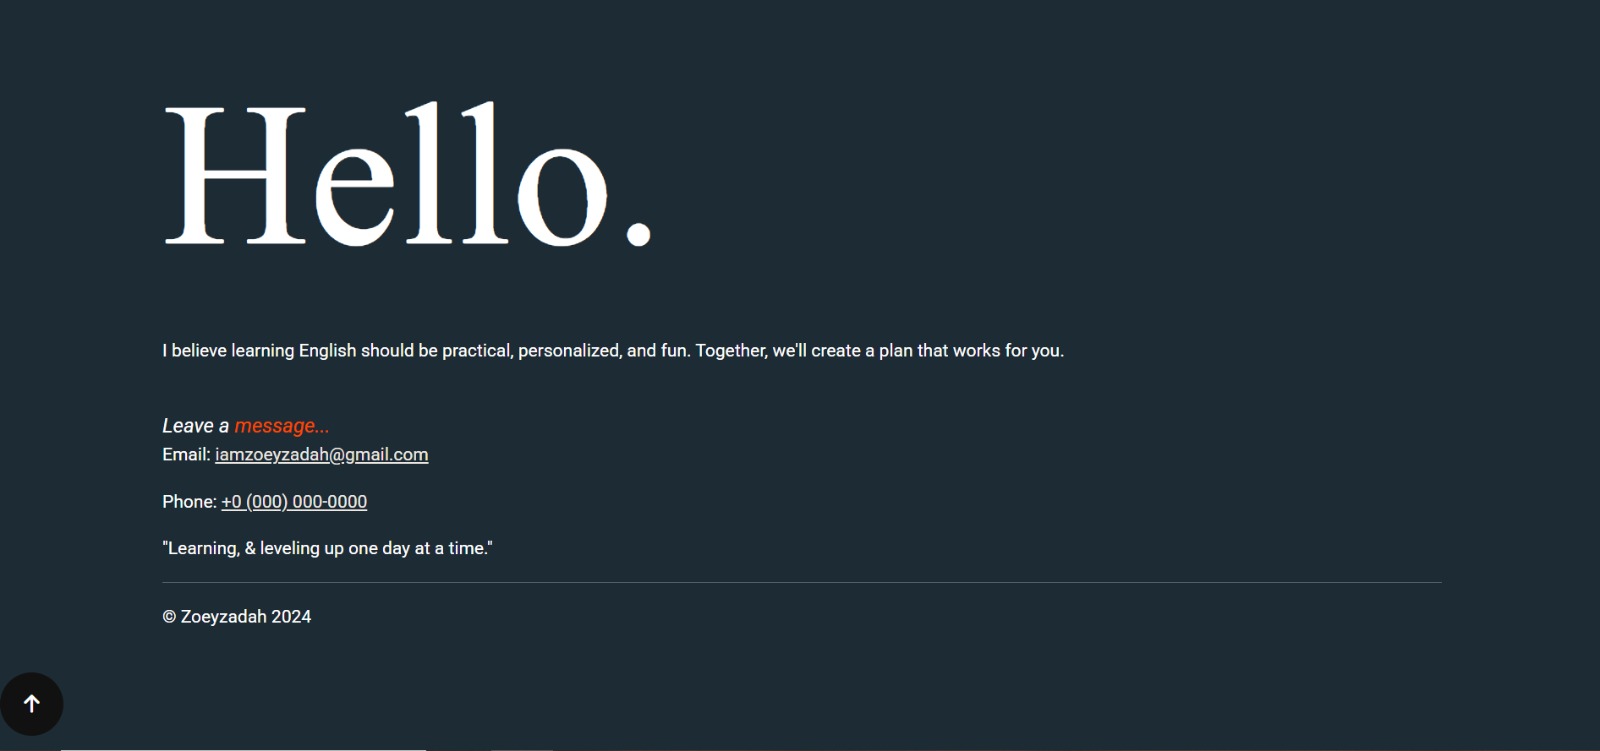 Hello.
I believe learning English should be practical, personalized, and fun. Together, we'll create a plan that works for you.
Leave a message...
Email: iamzoeyzadah@gmail.com
Phone: +0 (000) 000-0000
"Learning, & leveling up one day at a time."
© Zoeyzadah 2024